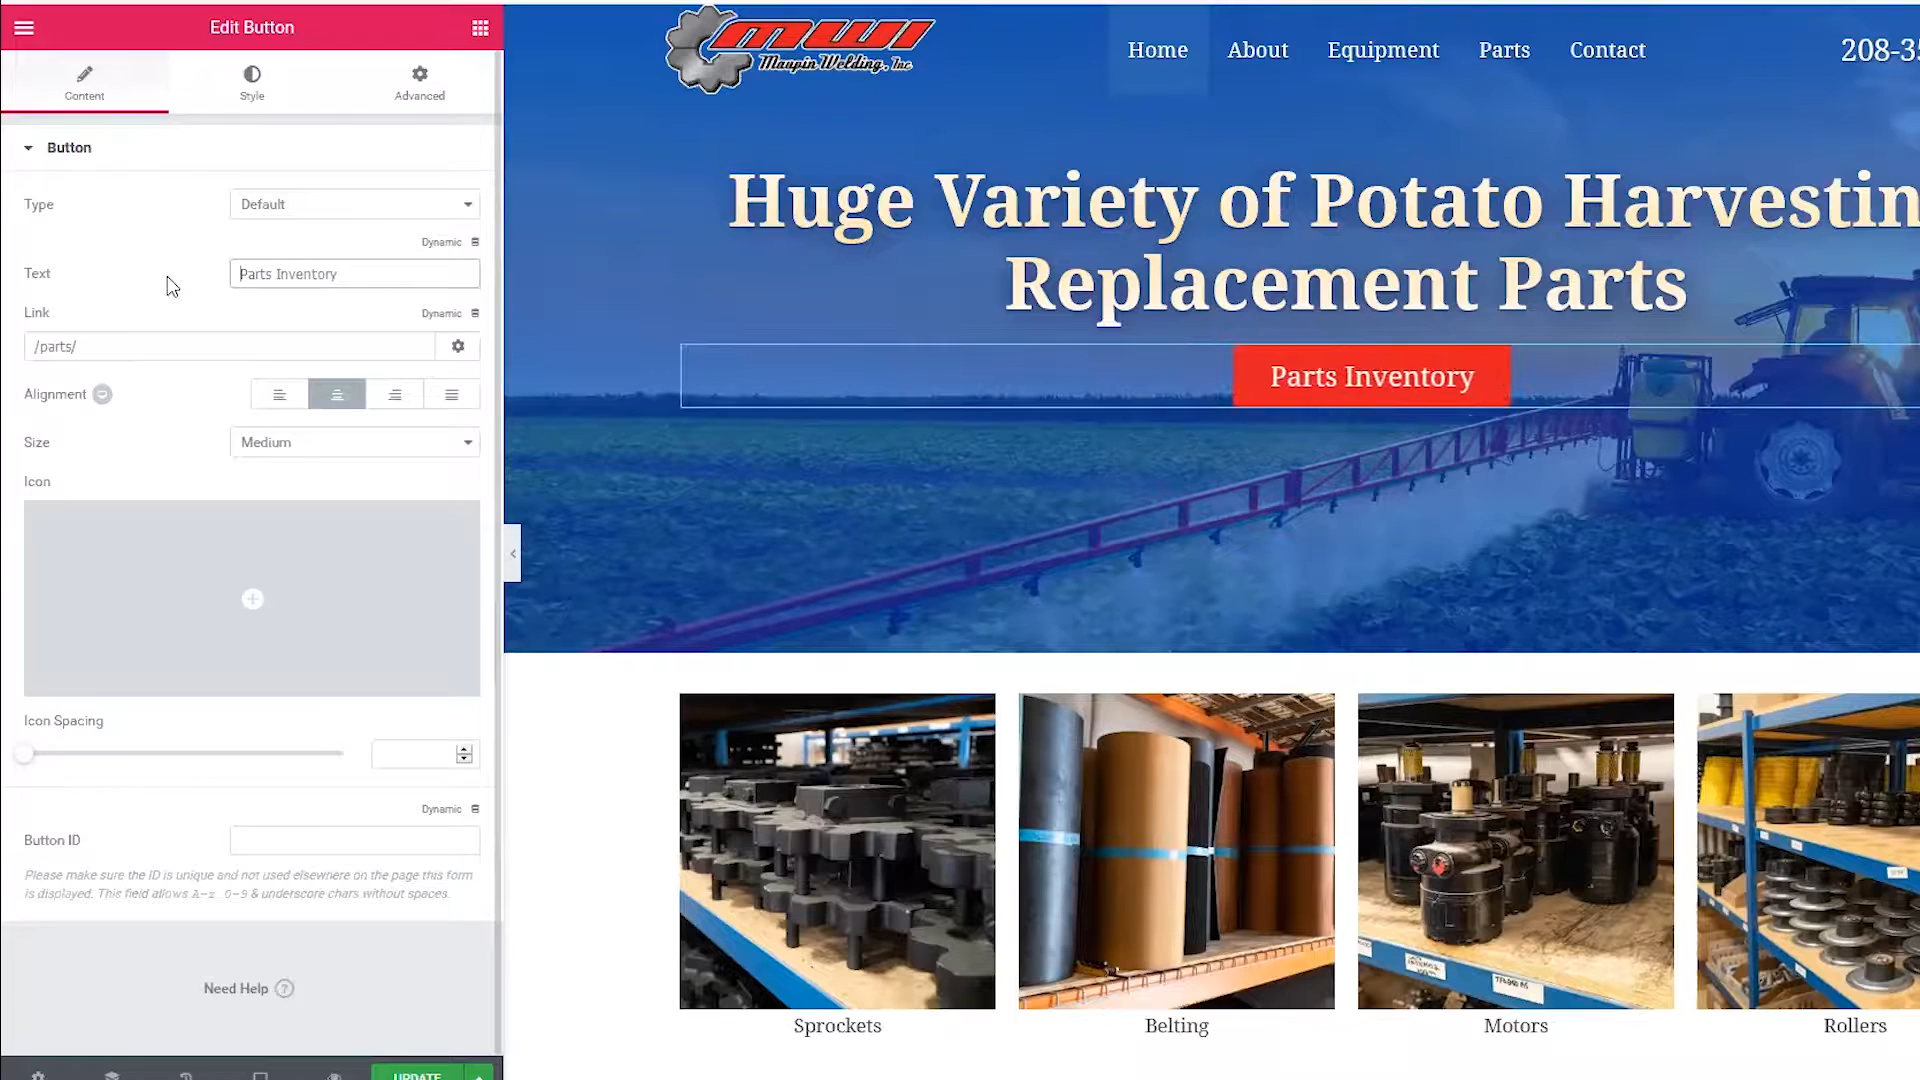 Edit Button
Content
Style
Advanced
Button
Type
Default
Dynamic
Text
Parts Inventory
Link
Dynamic
/parts/
Alignment
Size
Medium
Icon
Icon Spacing
Dynamic
Button ID
Please make sure the ID is unique and not used elsewhere on the page this form
is displayed. This field allows A-z 0-9 & underscore chars without spaces.
Need Help ?
UPDATE
MWI
Maupin Welding, Inc.
Home
About
Equipment
Parts
Contact
208-35
Huge Variety of Potato Harvestin
Replacement Parts
Parts Inventory
Sprockets
Belting
Motors
Rollers